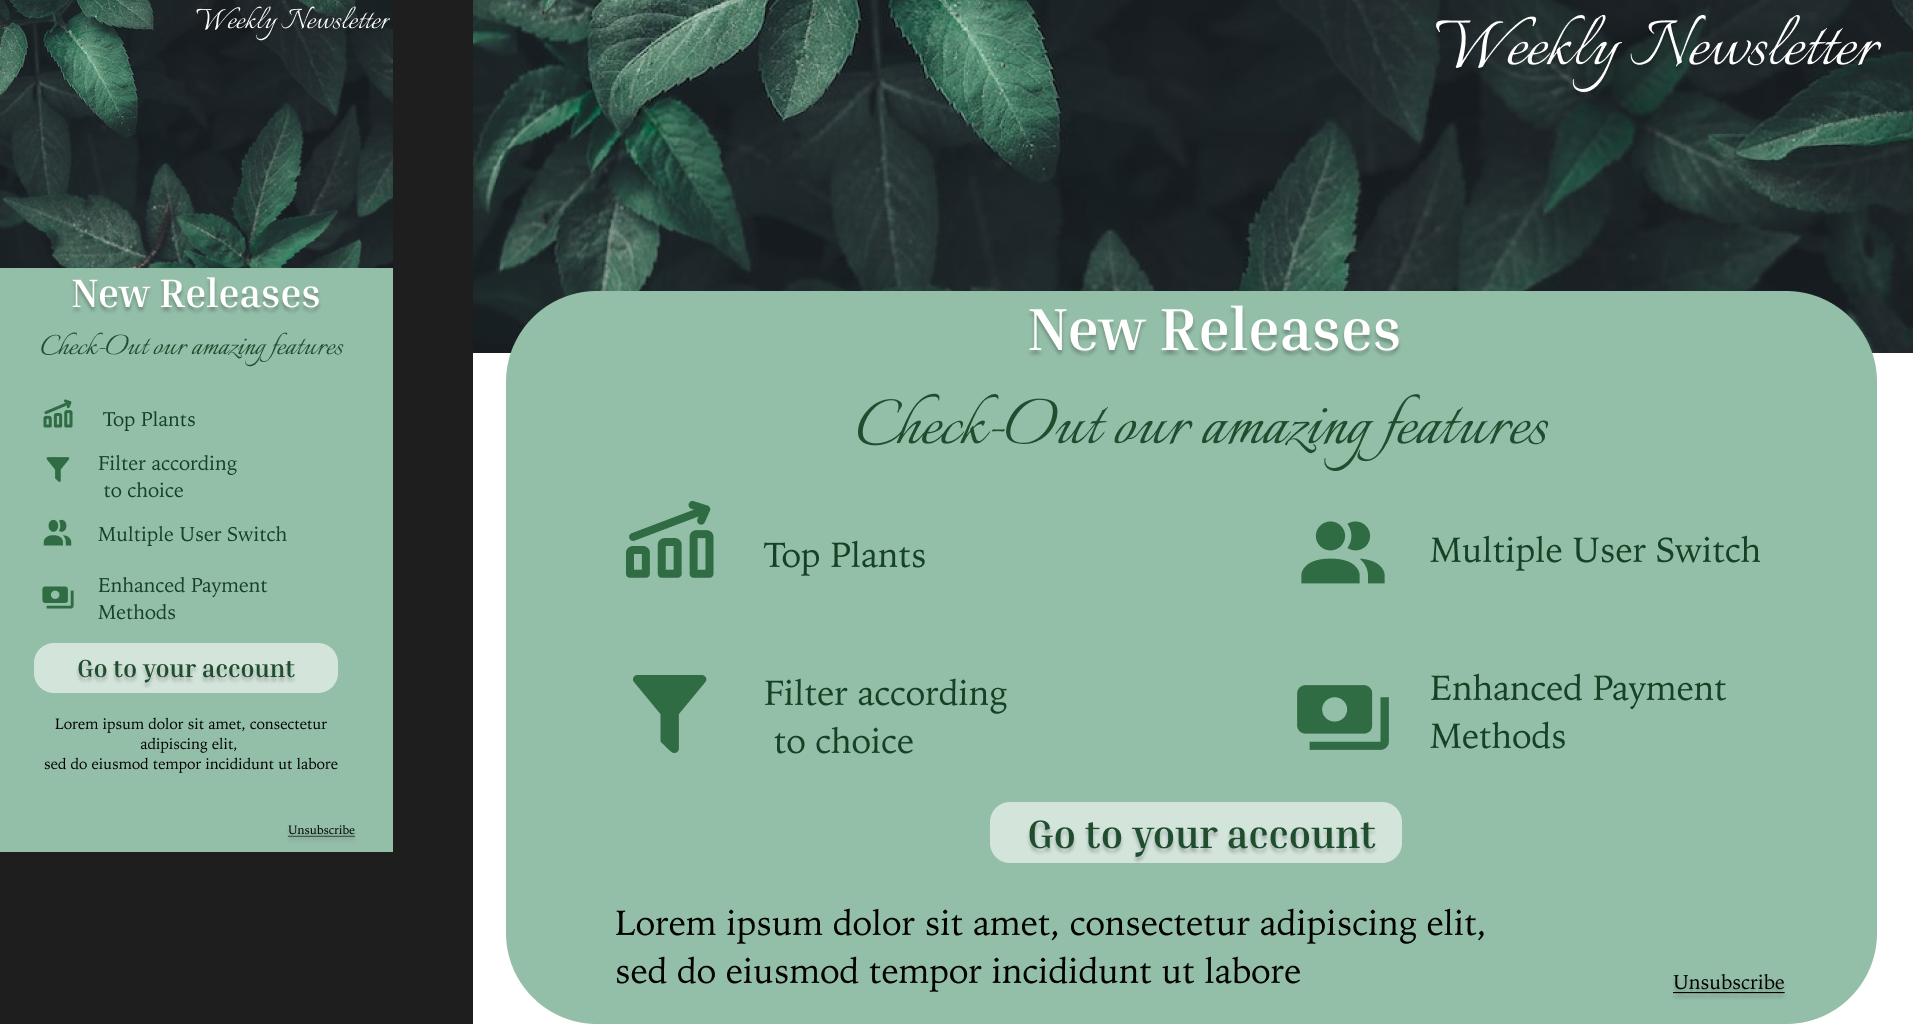 Weekly Newsletter
New Releases
Check-Out our amazing features
Top Plants
Filter according
to choice
Multiple User Switch
Enhanced Payment
Methods
Go to your account
Lorem ipsum dolor sit amet, consectetur
adipiscing elit,
sed do eiusmod tempor incididunt ut labore
Unsubscribe
Weekly Newsletter
New Releases
Check-Out our amazing features
Top Plants
Multiple User Switch
Filter according
to choice
Enhanced Payment
Methods
Go to your account
Lorem ipsum dolor sit amet, consectetur adipiscing elit,
sed do eiusmod tempor incididunt ut labore
Unsubscribe